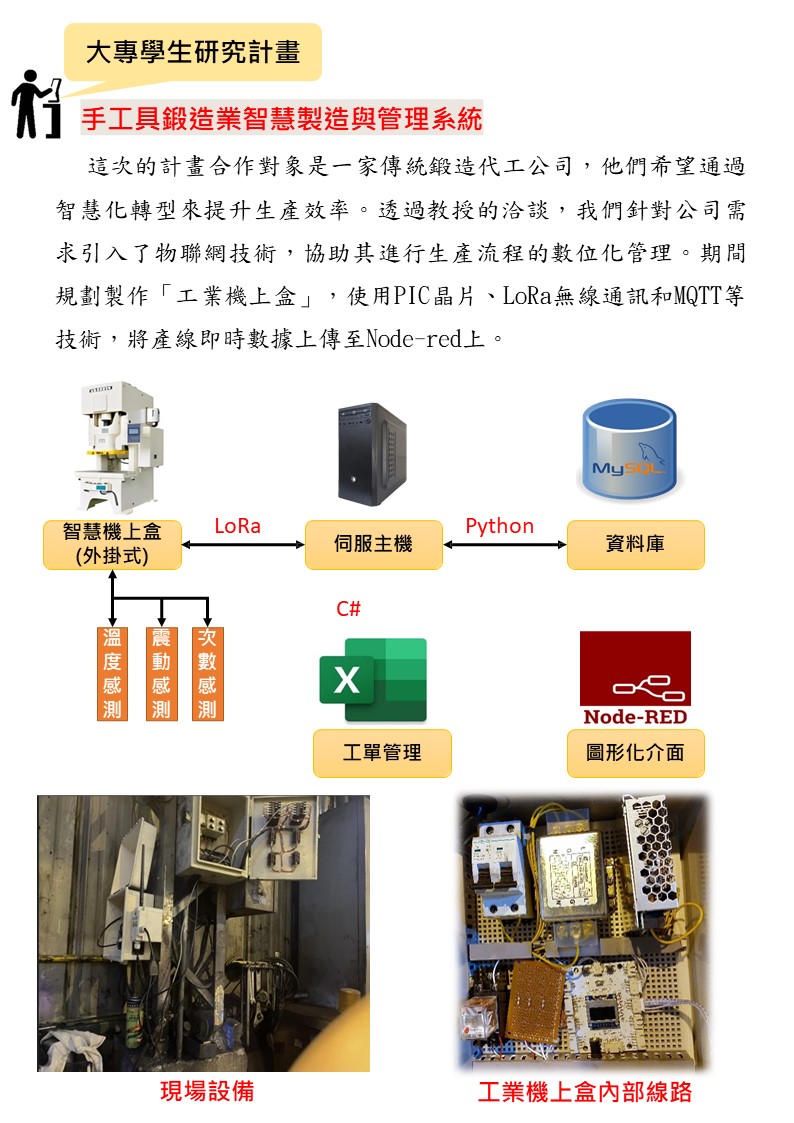 大專學生研究計畫
手工具鍛造業智慧製造與管理系統
這次的計畫合作對象是一家傳統鍛造代工公司，他們希望通過
智慧化轉型來提升生產效率。透過教授的洽談，我們針對公司需
求引入了物聯網技術，協助其進行生產流程的數位化管理。期間
規劃製作「工業機上盒」，使用PIC晶片、LoRa無線通訊和MQTT等
技術，將產線即時數據上傳至Node-red上。
MySQL
智慧機上盒
(外掛式)
LoRa
伺服主機
Python
資料庫
溫度感測
震動感測
次數感測
C#
X
Node-RED
工單管理
圖形化介面
現場設備
工業機上盒內部線路